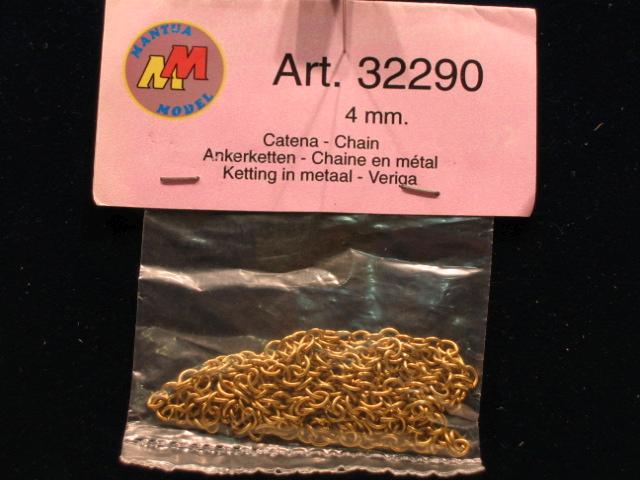 MANTUA
MM
MODEL
Art. 32290
4 mm.
Catena - Chain
Ankerketten - Chaine en métal
Ketting in metaal - Veriga